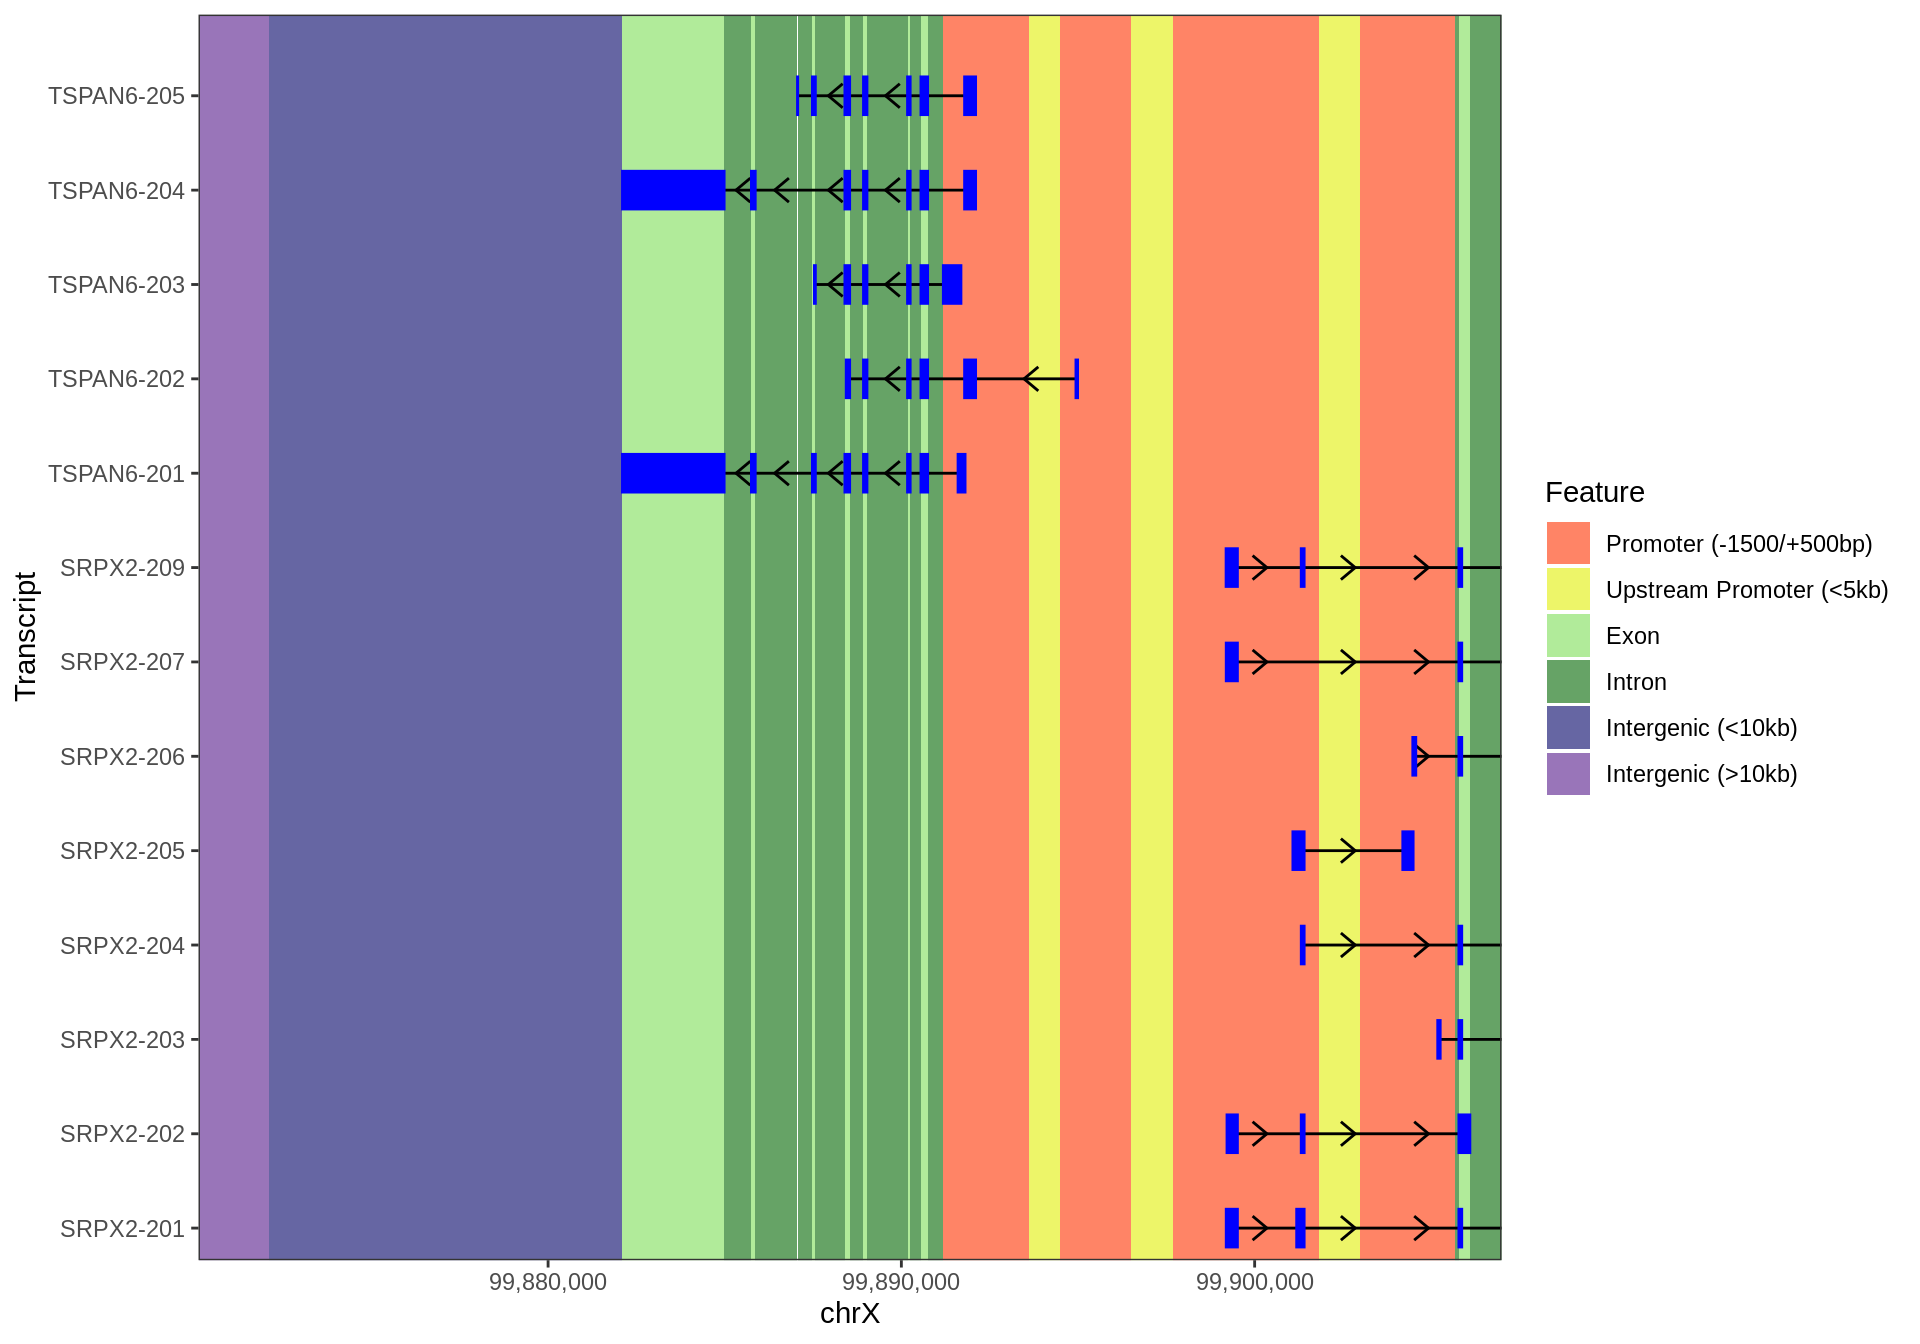 TSPAN6-205
TSPAN6-204
TSPAN6-203
TSPAN6-202
TSPAN6-201
SRPX2-209
SRPX2-207
SRPX2-206
SRPX2-205
SRPX2-204
SRPX2-203
SRPX2-202
SRPX2-201
Transcript
99,880,000
99,890,000
99,900,000
chrX
Feature
Promoter (-1500/+500bp)
Upstream Promoter (<5kb)
Exon
Intron
Intergenic (<10kb)
Intergenic (>10kb)